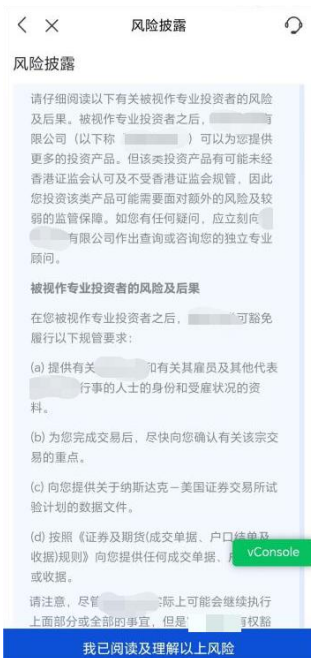 风险披露
风险披露
请仔细阅读以下有关被视作专业投资者的风险
及后果。被视作专业投资者之后，
限公司（以下称 ）可以为您提供
更多的投资产品。但该类投资产品有可能未经
香港证监会认可及不受香港证监会规管，因此
您投资该类产品可能需要面对额外的风险及较
弱的监管保障。如您有任何疑问，应立刻向
有限公司作出查询或咨询您的独立专业
顾问。
被视作专业投资者的风险及后果
在您被视作专业投资者之后，可豁免
履行以下规管要求：
(a) 提供有关和有关其雇员及其他代表
行事的人士的身份和受雇状况的资
料。
(b) 为您完成交易后，尽快向您确认有关该宗交
易的重点。
(c) 向您提供关于纳斯达克－美国证券交易所试
验计划的数据文件。
(d) 按照《证券及期货(成交单据、户口结单及
收据)规则》向您提供任何成交单据、
vConsole
或收据。
请注意，尽管实际上可能会继续执行
上面部分或全部的事宜，但是有权豁
我已阅读及理解以上风险